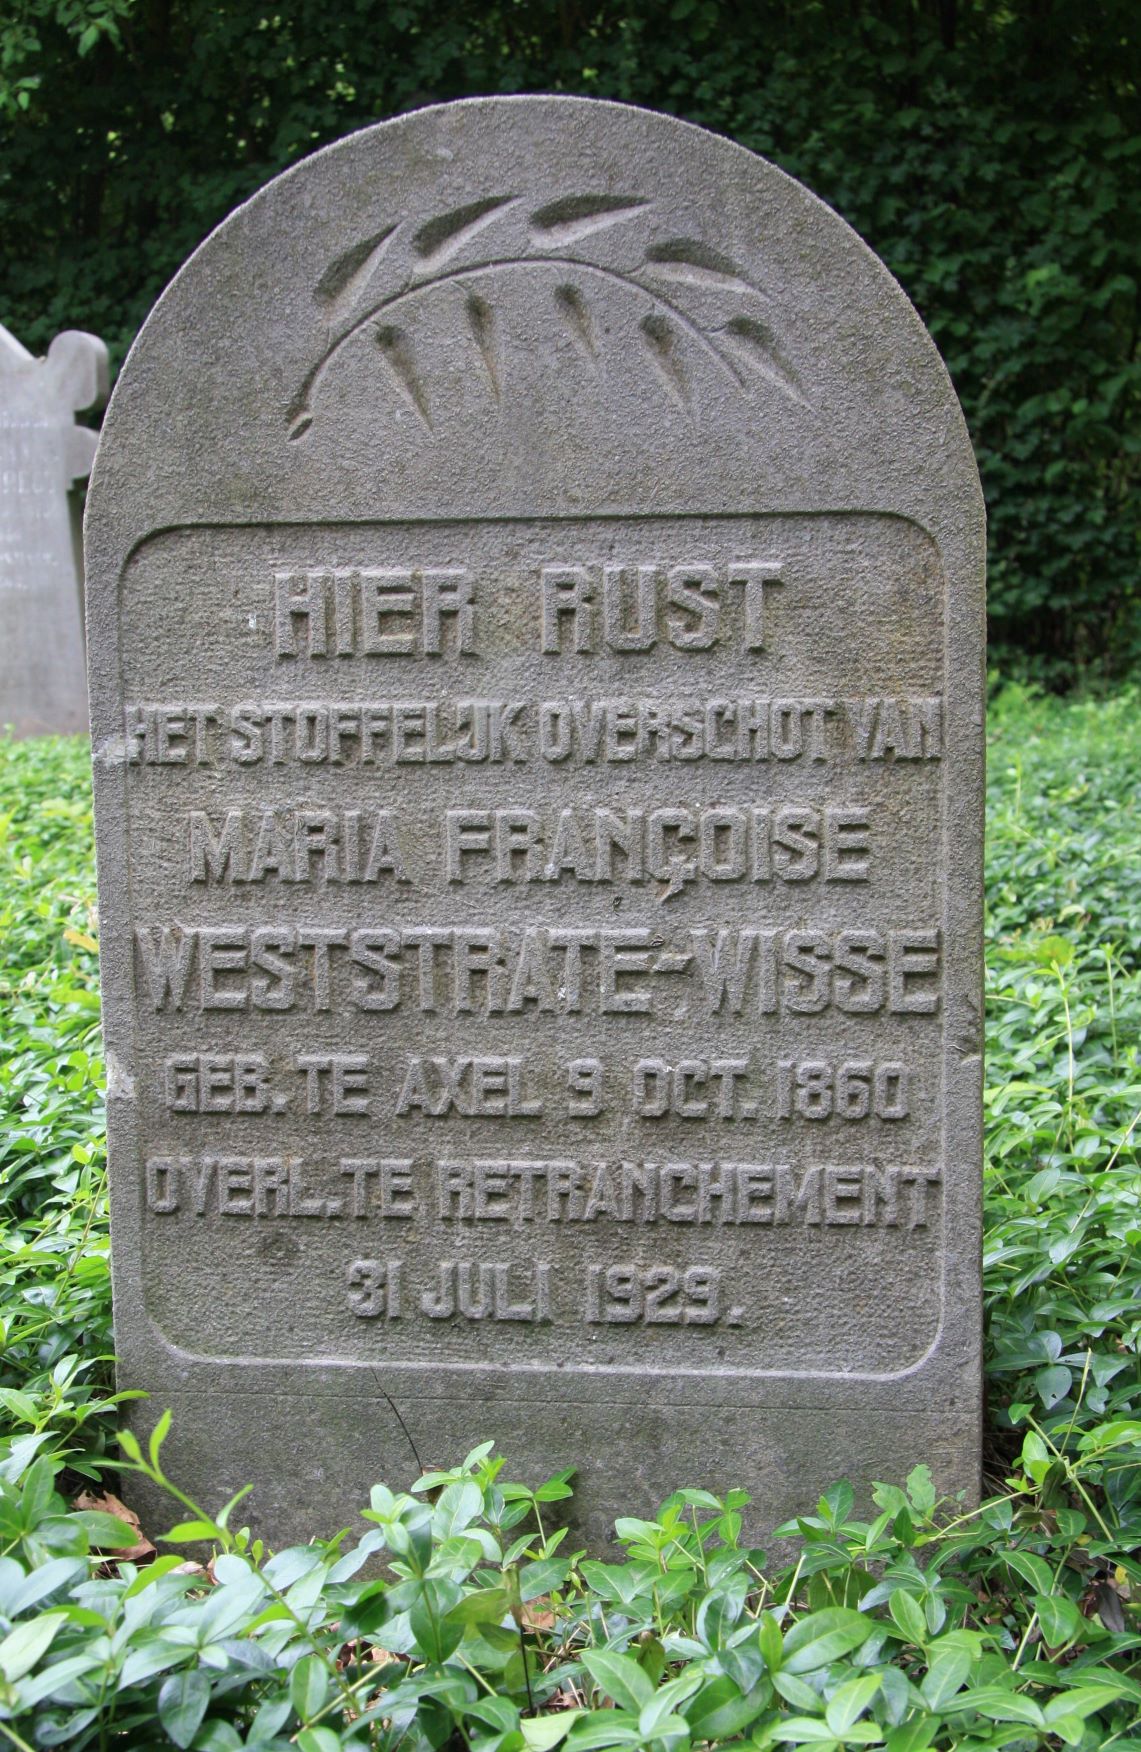 HIER RUST
HET STOFFELIJK OVERSCHOT VAN
MARIA FRANÇOISE
WESTSTRATE-WISSE
GEB. TE AXEL 9 OCT. 1860
OVERL. TE RETRANCHEMENT
31 JULI 1929.